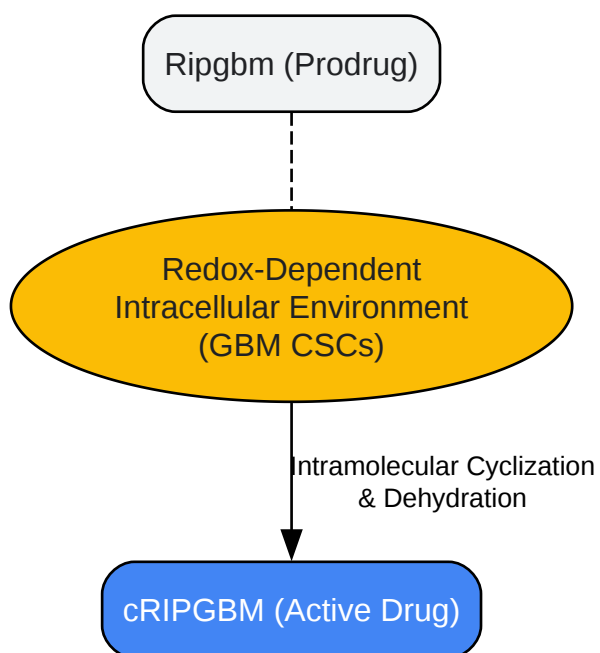 Ripgbm (Prodrug)
Redox-Dependent
Intracellular Environment
(GBM CSCs)
Intramolecular Cyclization
& Dehydration
cRIPGBM (Active Drug)